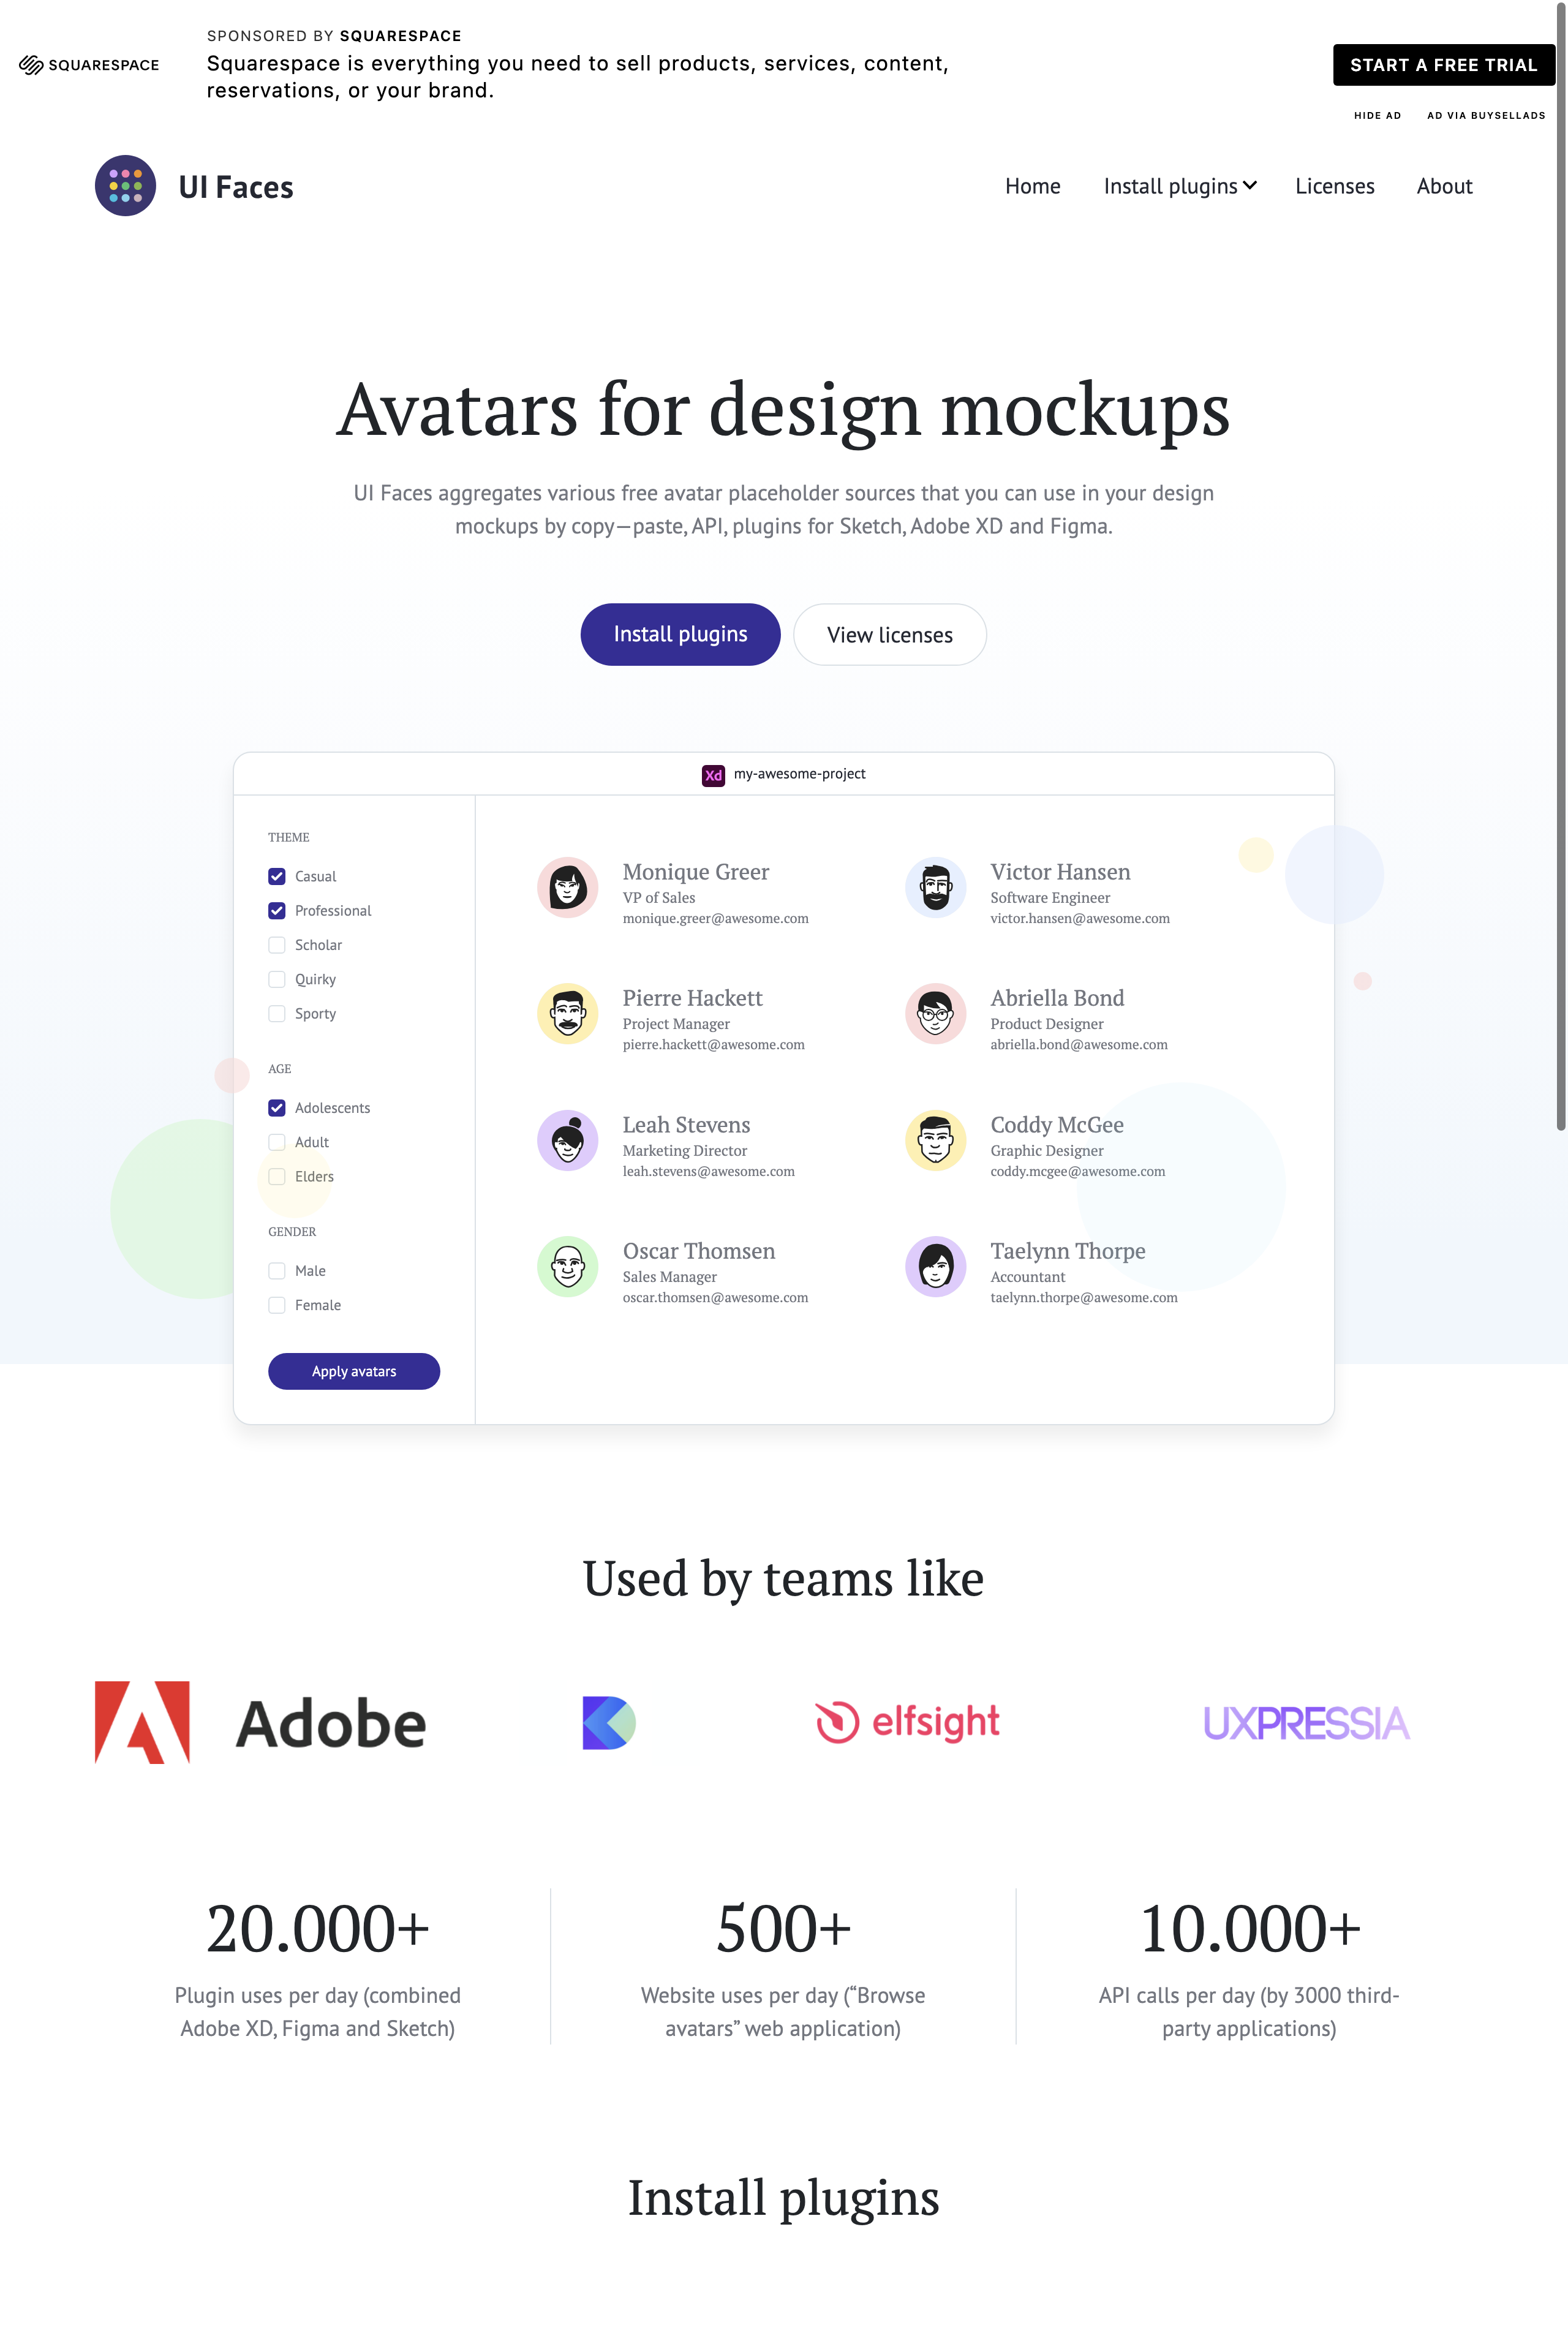 SQUARESPACE
SPONSORED BY SQUARESPACE
Squarespace is everything you need to sell products, services, content,
reservations, or your brand.
START A FREE TRIAL
HIDE AD
AD VIA BUYSELLADS
UI Faces
Home
Install plugins
Licenses
About
Avatars for design mockups
UI Faces aggregates various free avatar placeholder sources that you can use in your design
mockups by copy—paste, API, plugins for Sketch, Adobe XD and Figma.
Install plugins
View licenses
Xd
my-awesome-project
THEME
Casual
Professional
Scholar
Quirky
Sporty
AGE
Adolescents
Adult
Elders
GENDER
Male
Female
Apply avatars
Monique Greer
VP of Sales
monique.greer@awesome.com
Victor Hansen
Software Engineer
victor.hansen@awesome.com
Pierre Hackett
Project Manager
pierre.hackett@awesome.com
Abriella Bond
Product Designer
abriella.bond@awesome.com
Leah Stevens
Marketing Director
leah.stevens@awesome.com
Coddy McGee
Graphic Designer
coddy.mcgee@awesome.com
Oscar Thomsen
Sales Manager
oscar.thomsen@awesome.com
Taelynn Thorpe
Accountant
taelynn.thorpe@awesome.com
Used by teams like
Adobe
elfsight
UXPRESSIA
20.000+
Plugin uses per day (combined
Adobe XD, Figma and Sketch)
500+
Website uses per day (“Browse
avatars” web application)
10.000+
API calls per day (by 3000 third-
party applications)
Install plugins